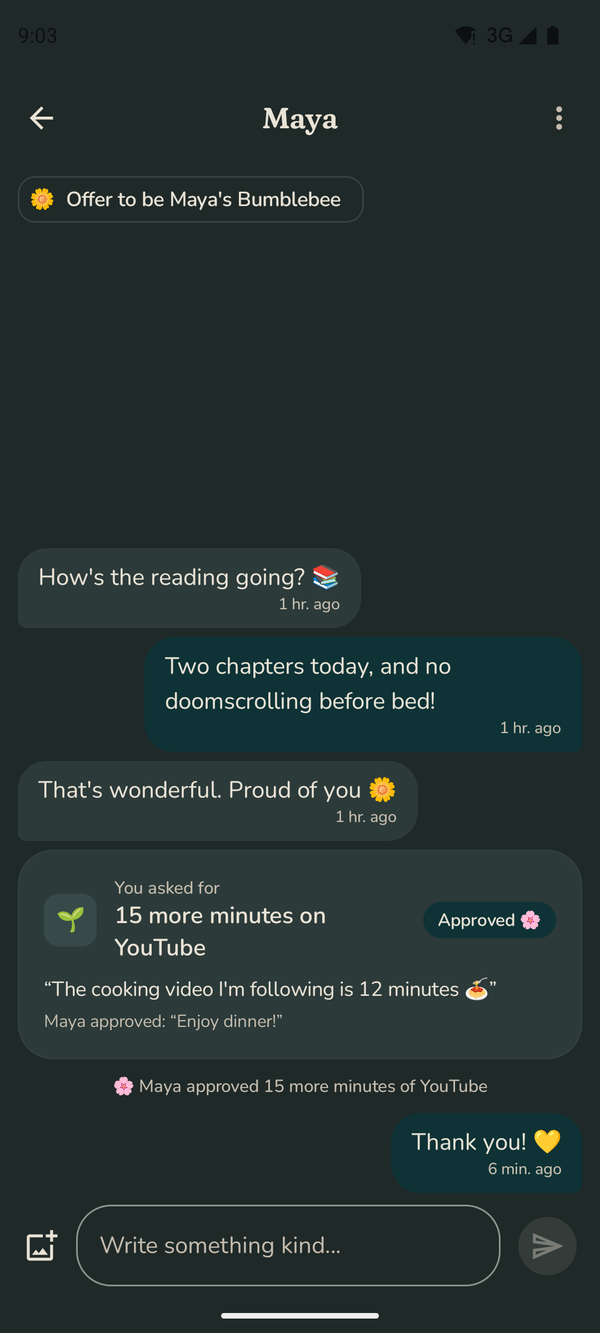 9:03
3G
Maya
🌼 Offer to be Maya's Bumblebee
How's the reading going? 📚
1 hr. ago
Two chapters today, and no
doomscrolling before bed!
1 hr. ago
That's wonderful. Proud of you 🌼
1 hr. ago
You asked for
15 more minutes on
YouTube
Approved 🌸
“The cooking video I'm following is 12 minutes 🍝”
Maya approved: “Enjoy dinner!”
🌸 Maya approved 15 more minutes of YouTube
Thank you! 💛
6 min. ago
Write something kind...